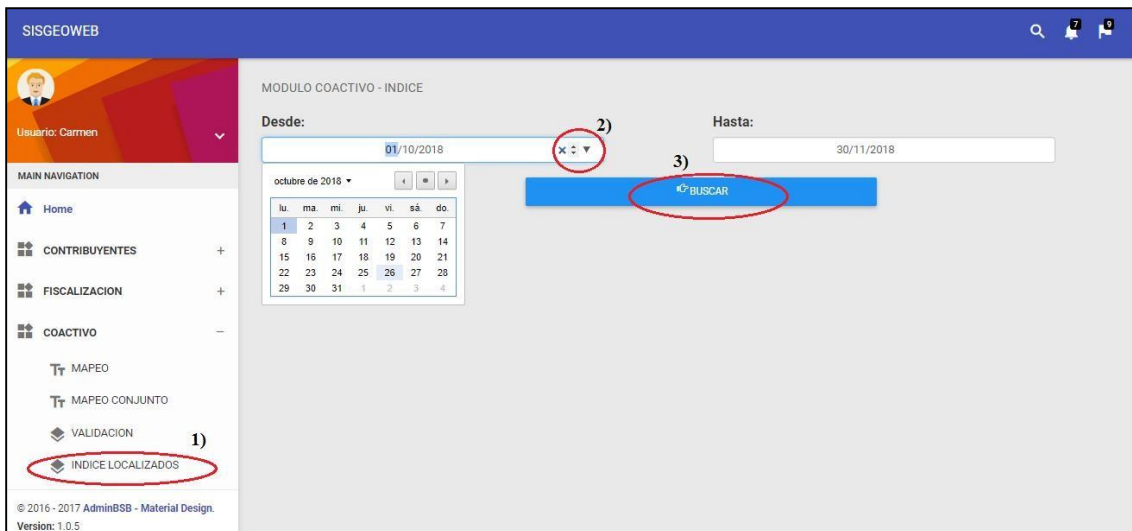 SISGEOWEB
7
9
Usuario: Carmen
MAIN NAVIGATION
Home
CONTRIBUYENTES +
FISCALIZACION +
COACTIVO −
MAPEO
MAPEO CONJUNTO
VALIDACION
1)
INDICE LOCALIZADOS
© 2016 - 2017 AdminBSB - Material Design.
Version: 1.0.5
MODULO COACTIVO - INDICE
Desde:
2)
Hasta:
01/10/2018
30/11/2018
3)
BUSCAR
octubre de 2018
lu. ma. mi. ju. vi. sá. do.
1 2 3 4 5 6 7
8 9 10 11 12 13 14
15 16 17 18 19 20 21
22 23 24 25 26 27 28
29 30 31 1 2 3 4